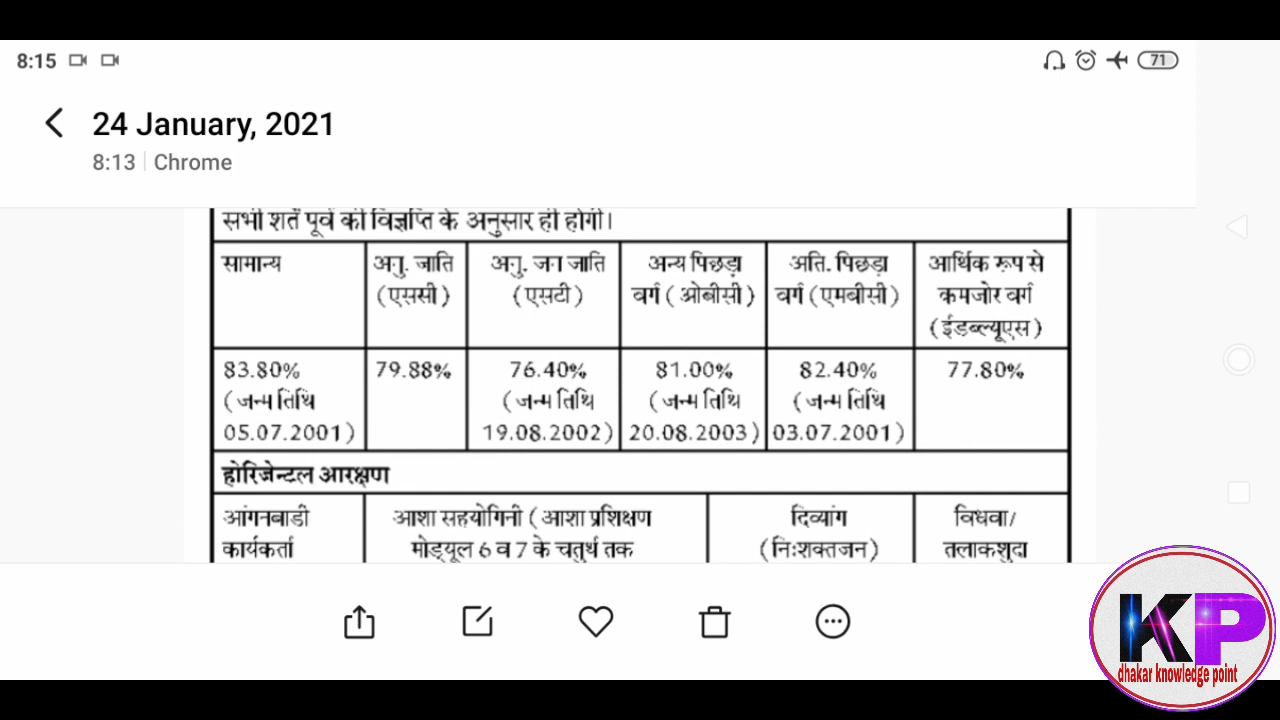 8:15
71
24 January, 2021
8:13 Chrome
सभी शर्तें पूर्व की विज्ञप्ति के अनुसार ही होगी।
सामान्य
अनु. जाति
(एससी)
अनु. जन जाति
(एसटी)
अन्य पिछड़ा
वर्ग (ओबीसी)
अति. पिछड़ा
वर्ग (एमबीसी)
आर्थिक रूप से
कमजोर वर्ग
(ईडब्ल्यूएस)
83.80%
(जन्म तिथि
05.07.2001)
79.88%
76.40%
(जन्म तिथि
19.08.2002)
81.00%
(जन्म तिथि
20.08.2003)
82.40%
(जन्म तिथि
03.07.2001)
77.80%
होरिजेन्टल आरक्षण
आंगनबाडी
कार्यकर्ता
आशा सहयोगिनी (आशा प्रशिक्षण
मोड्यूल 6 व 7 के चतुर्थ तक
दिव्यांग
(निःशक्तजन)
विधवा/
तलाकशुदा
KP
dhakar knowledge point